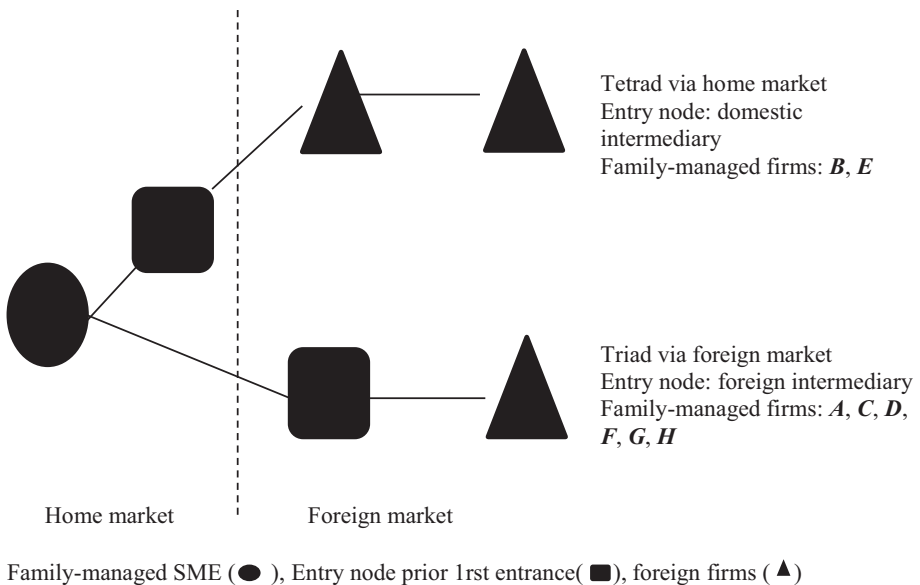 Tetrad via home market
Entry node: domestic
intermediary
Family-managed firms: B, E
Triad via foreign market
Entry node: foreign intermediary
Family-managed firms: A, C, D,
F, G, H
Home market
Foreign market
Family-managed SME ( ), Entry node prior 1rst entrance( ), foreign firms ( )